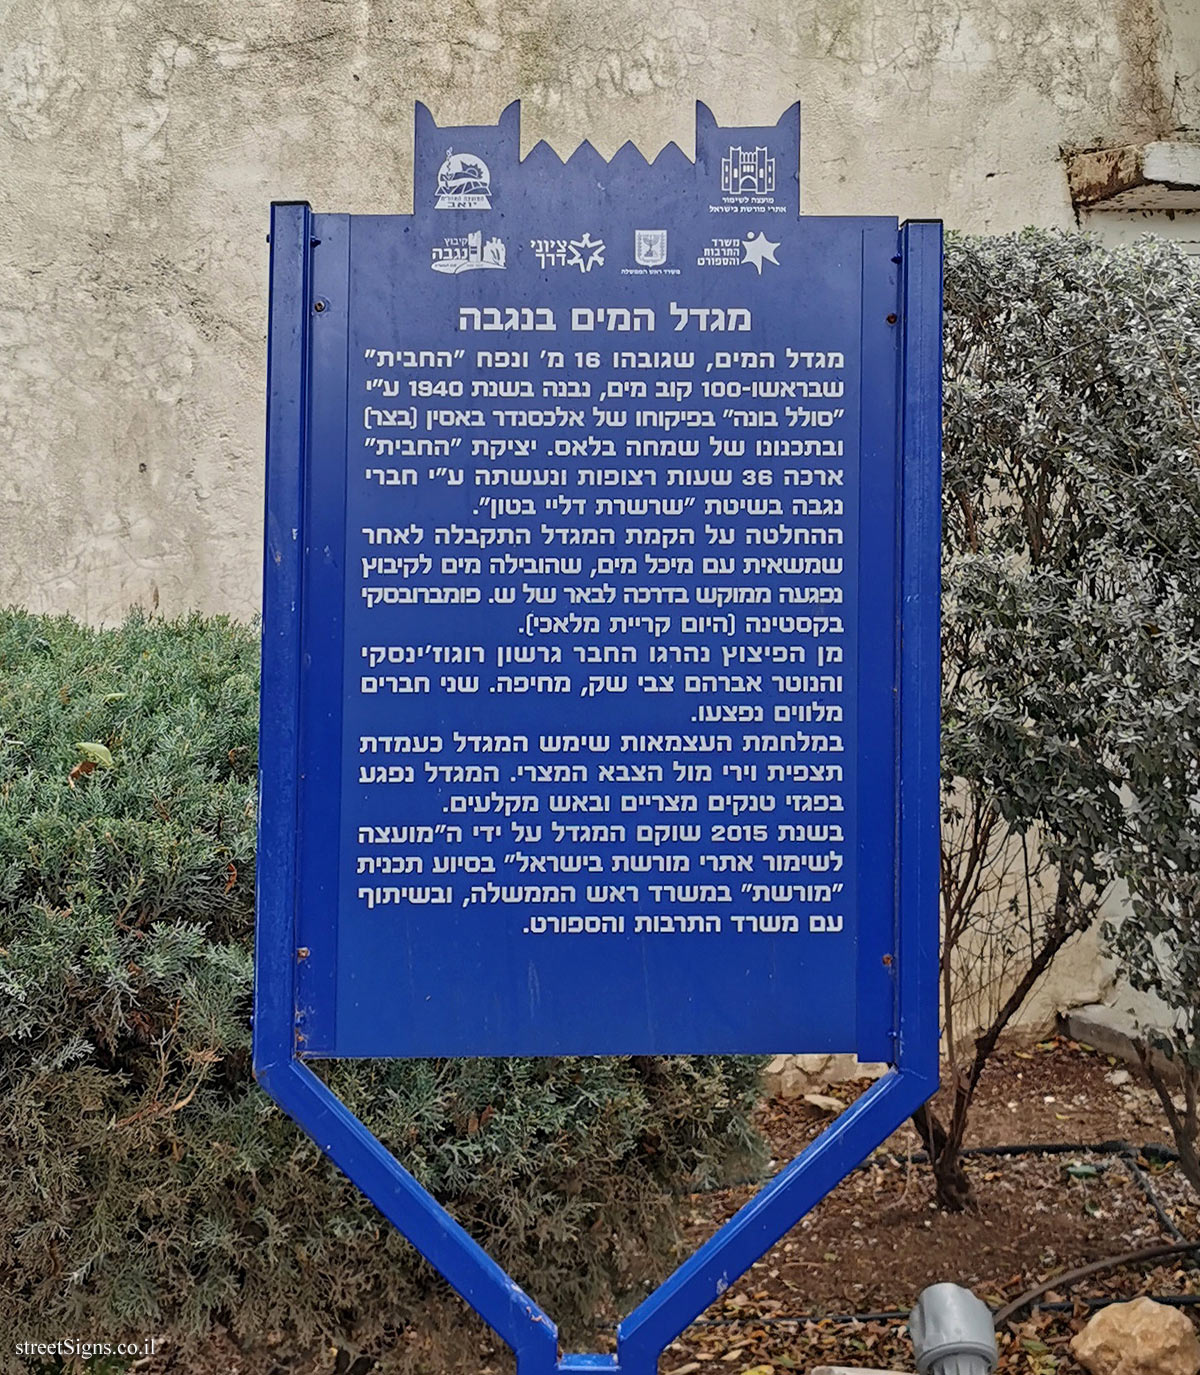 המועצה האזורית
יואב
מועצה לשימור
אתרי מורשת בישראל
קיבוץ
נגבה
ציוני
דרך
משרד ראש הממשלה
משרד
התרבות
והספורט
מגדל המים בנגבה
מגדל המים, שגובהו 16 מ' ונפח "החבית"
שבראשו-100 קוב מים, נבנה בשנת 1940 ע"י
"סולל בונה" בפיקוחו של אלכסנדר באסין (בצר)
ובתכנונו של שמחה בלאס. יציקת "החבית"
ארכה 36 שעות רצופות ונעשתה ע"י חברי
נגבה בשיטת "שרשרת דליי בטון".
ההחלטה על הקמת המגדל התקבלה לאחר
שמשאית עם מיכל מים, שהובילה מים לקיבוץ
נפגעה ממוקש בדרכה לבאר של ש. פומברובסקי
בקסטינה (היום קריית מלאכי).
מן הפיצוץ נהרגו החבר גרשון רוגוז'ינסקי
והנוטר אברהם צבי שק, מחיפה. שני חברים
מלווים נפצעו.
במלחמת העצמאות שימש המגדל כעמדת
תצפית וירי מול הצבא המצרי. המגדל נפגע
בפגזי טנקים מצריים ובאש מקלעים.
בשנת 2015 שוקם המגדל על ידי ה"מועצה
לשימור אתרי מורשת בישראל" בסיוע תכנית
"מורשת" במשרד ראש הממשלה, ובשיתוף
עם משרד התרבות והספורט.
streetSigns.co.il